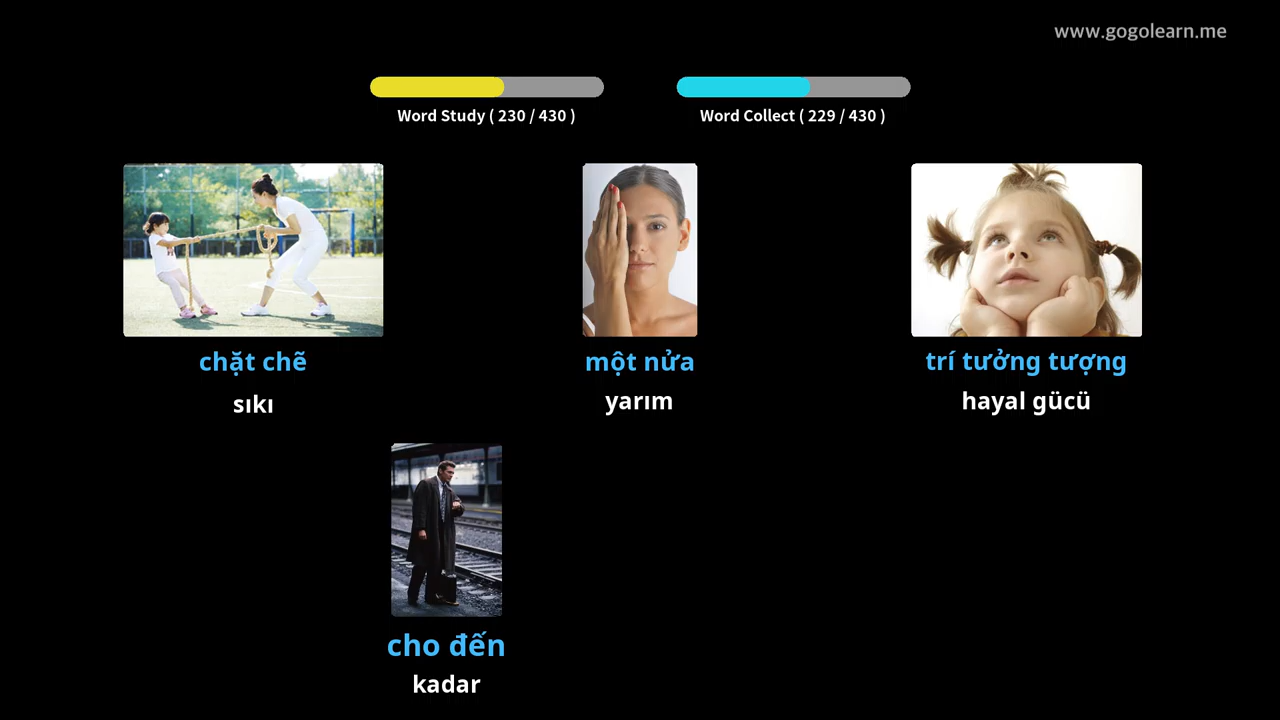 www.gogolearn.me
Word Study ( 230 / 430 )
Word Collect ( 229 / 430 )
chặt chẽ
một nửa
trí tưởng tượng
sıkı
yarım
hayal gücü
cho đến
kadar